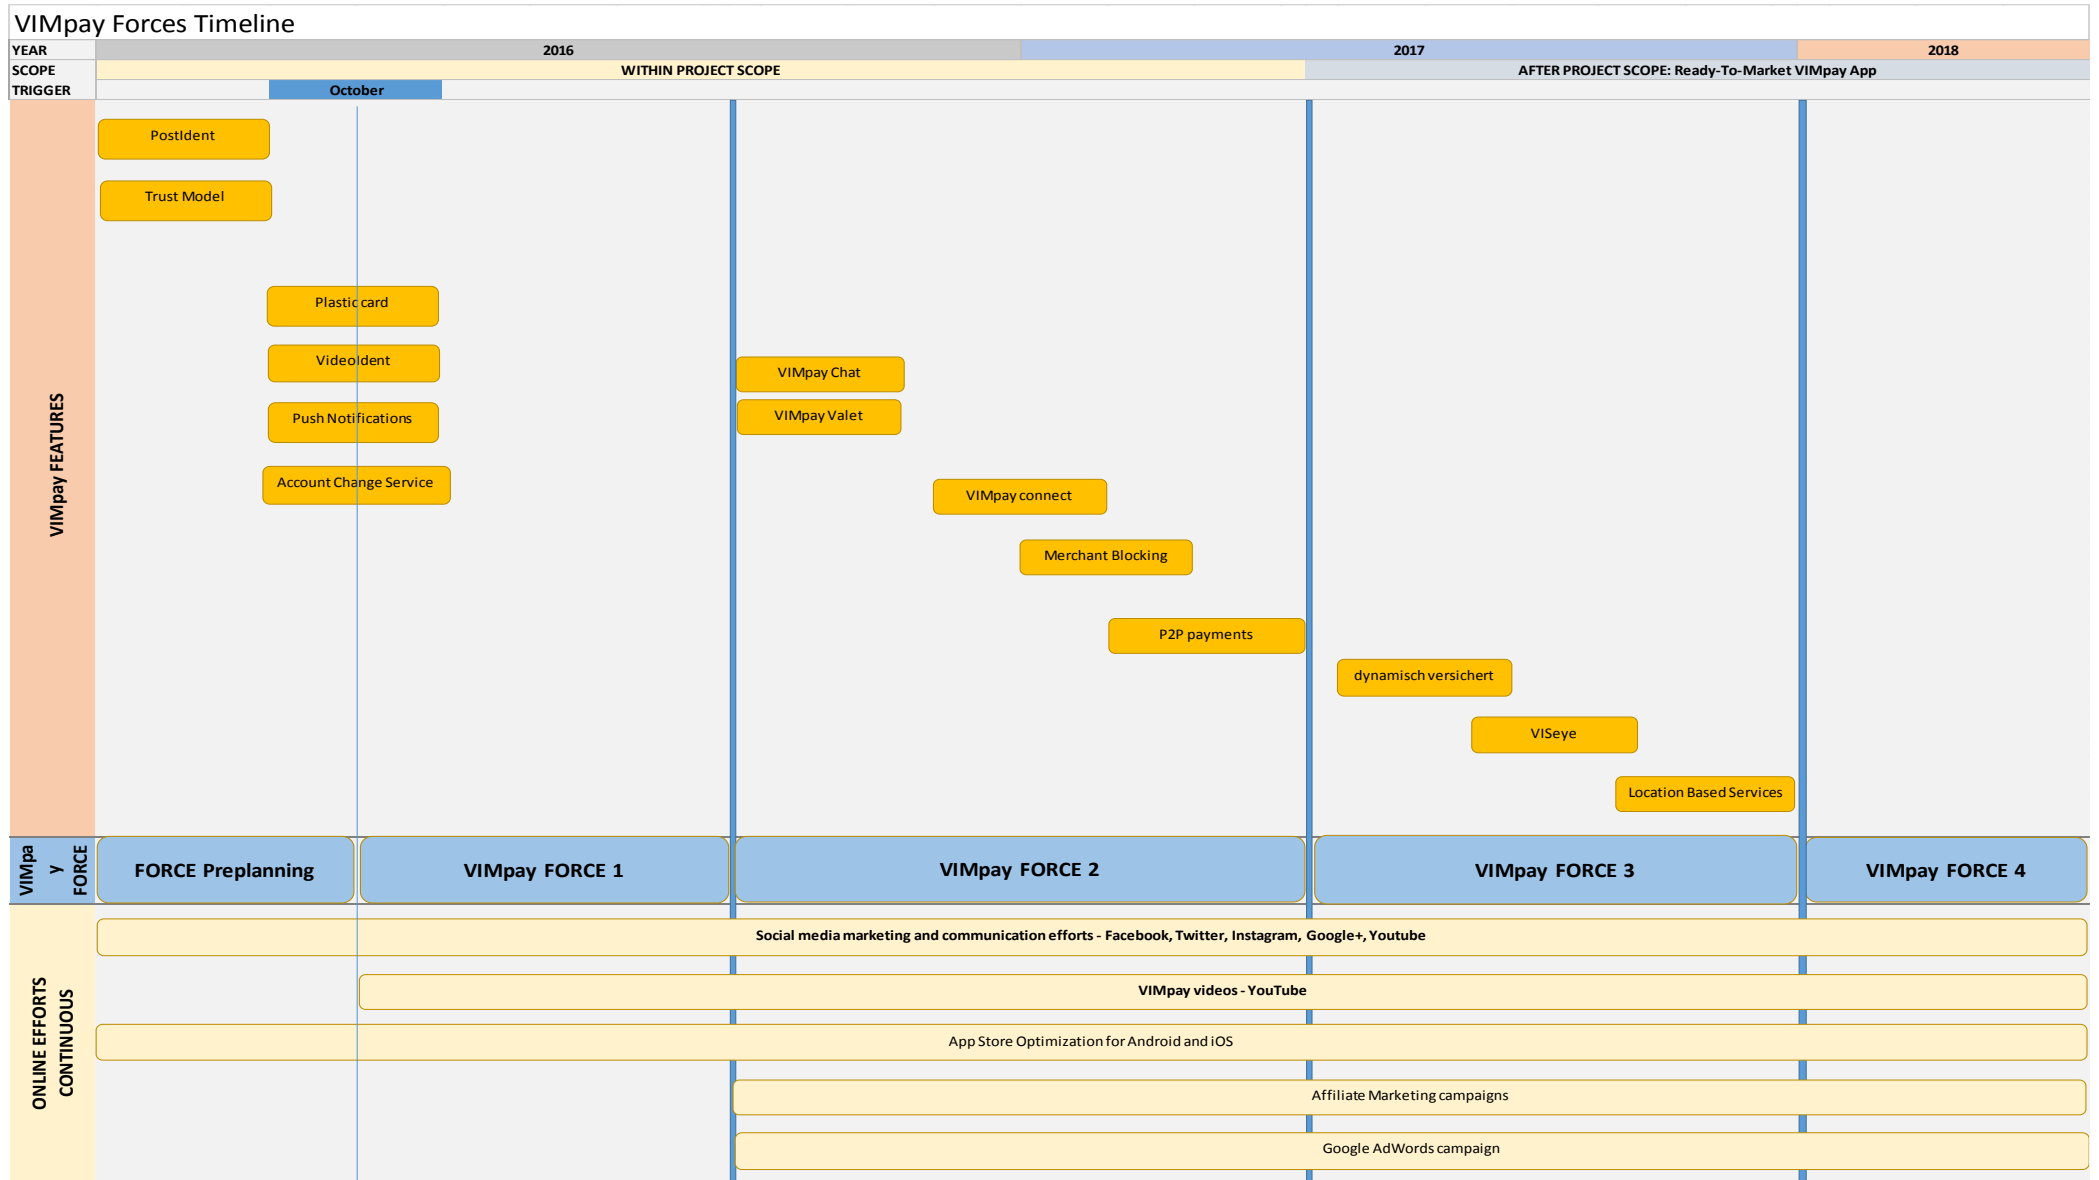 VIMpay Forces Timeline
YEAR 2016 2017 2018
SCOPE WITHIN PROJECT SCOPE AFTER PROJECT SCOPE: Ready-To-Market VIMpay App
TRIGGER October
VIMpay FEATURES
PostIdent
Trust Model
Plastic card
VideoIdent
Push Notifications
Account Change Service
VIMpay Chat
VIMpay Valet
VIMpay connect
Merchant Blocking
P2P payments
dynamisch versichert
VISeye
Location Based Services
VIMpa
y
FORCE
FORCE Preplanning VIMpay FORCE 1 VIMpay FORCE 2 VIMpay FORCE 3 VIMpay FORCE 4
ONLINE EFFORTS
CONTINUOUS
Social media marketing and communication efforts - Facebook, Twitter, Instagram, Google+, Youtube
VIMpay videos - YouTube
App Store Optimization for Android and iOS
Affiliate Marketing campaigns
Google AdWords campaign